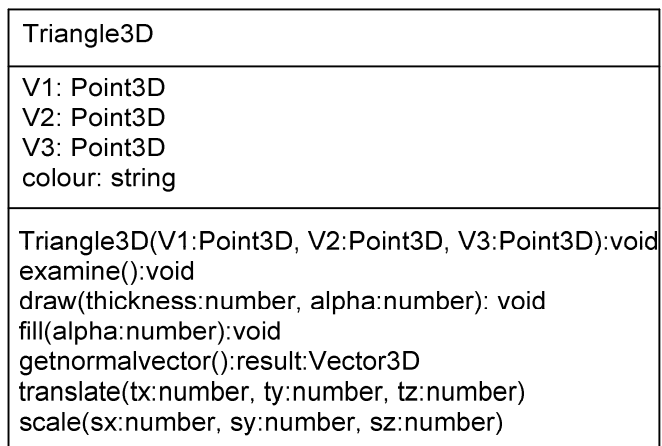 Triangle3D
V1: Point3D
V2: Point3D
V3: Point3D
colour: string
Triangle3D(V1:Point3D, V2:Point3D, V3:Point3D):void
examine():void
draw(thickness:number, alpha:number): void
fill(alpha:number):void
getnormalvector():result:Vector3D
translate(tx:number, ty:number, tz:number)
scale(sx:number, sy:number, sz:number)